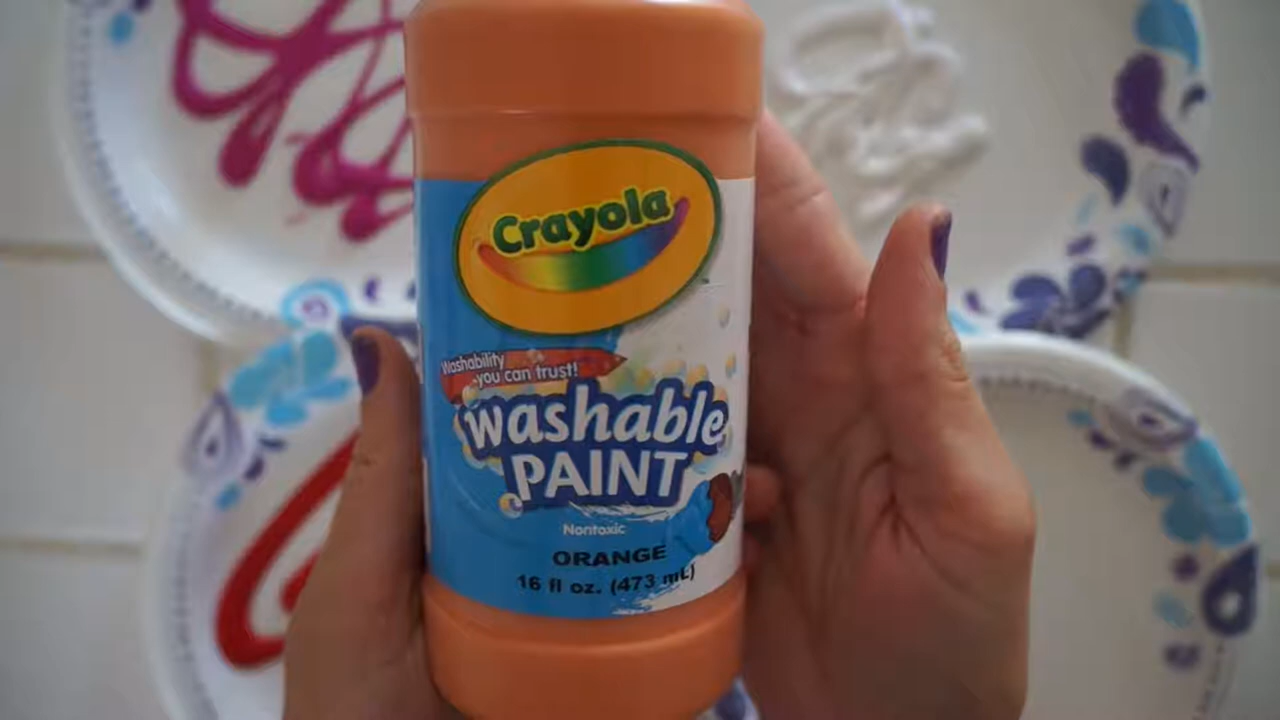 Crayola
Washability
you can trust!
washable
PAINT
Nontoxic
ORANGE
16 fl oz. (473 mL)